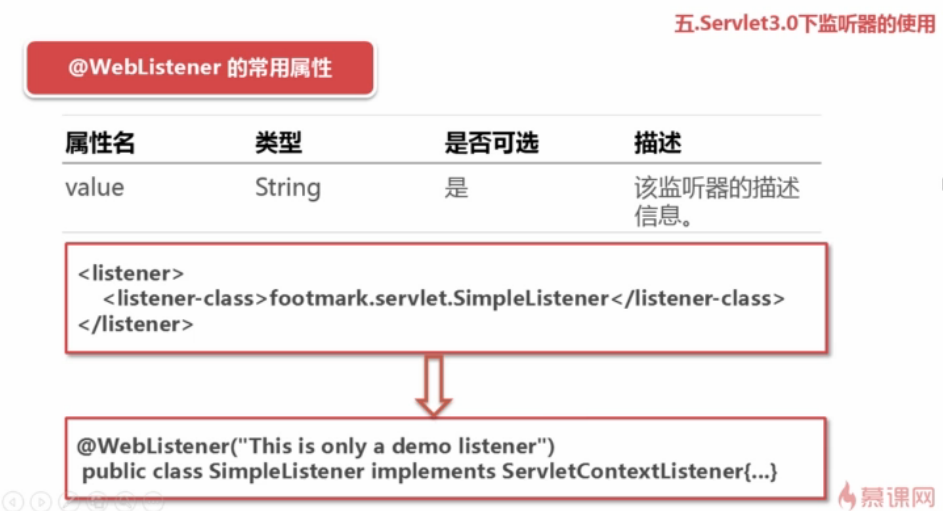 五.Servlet3.0下监听器的使用
@WebListener 的常用属性
属性名 类型 是否可选 描述
value String 是 该监听器的描述
信息。
<listener>
<listener-class>footmark.servlet.SimpleListener</listener-class>
</listener>
@WebListener("This is only a demo listener")
public class SimpleListener implements ServletContextListener{...}
慕课网